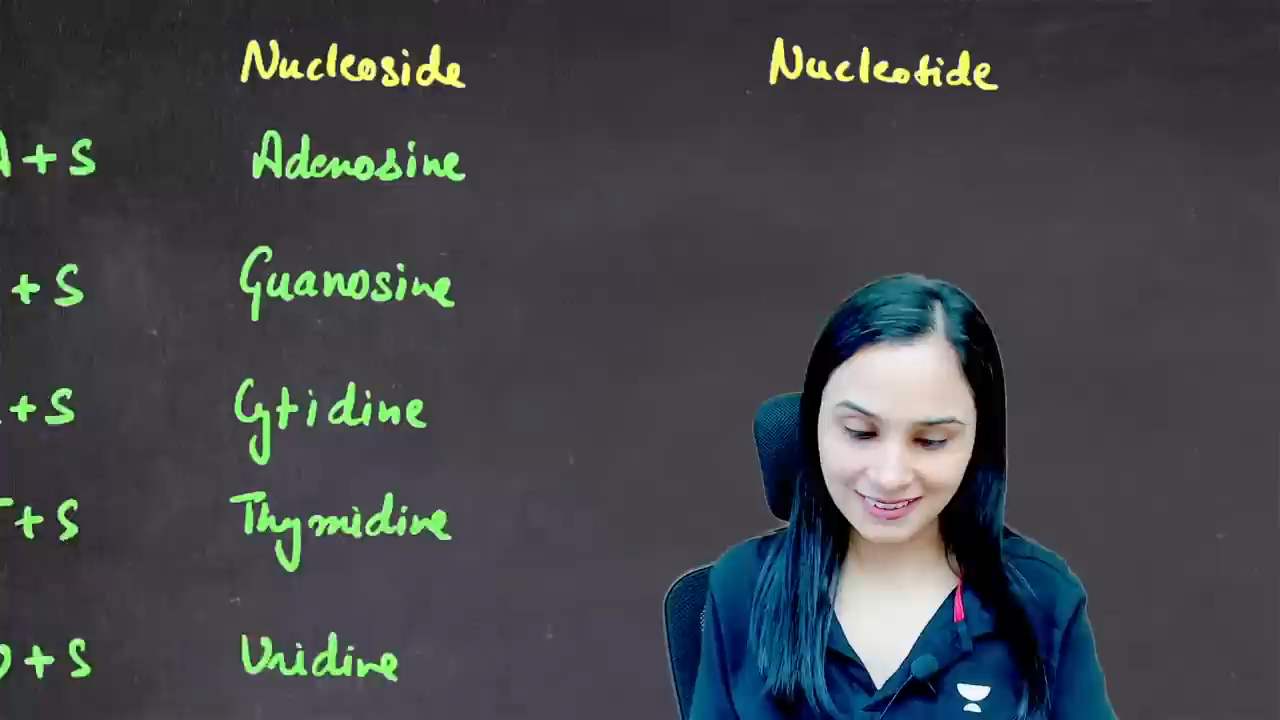 Nucleoside Nucleotide
A + S Adenosine
+ S Guanosine
+ S Cytidine
T + S Thymidine
+ S Uridine